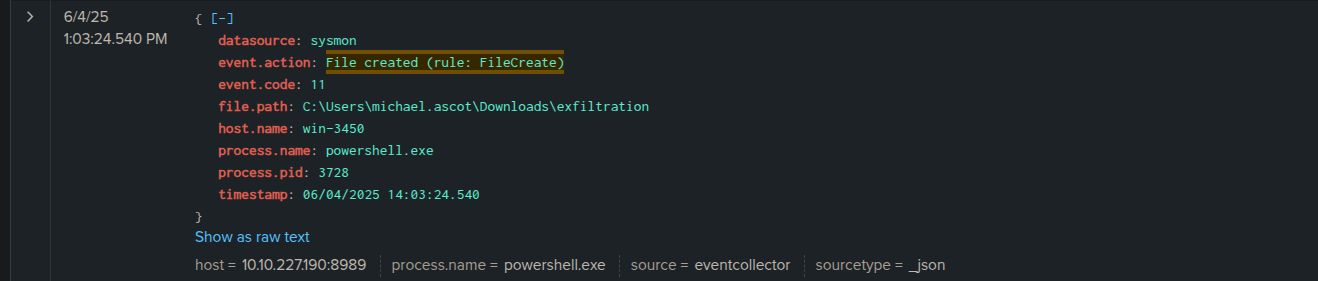 6/4/25
1:03:24.540 PM
{ [-]
datasource: sysmon
event.action: File created (rule: FileCreate)
event.code: 11
file.path: C:\Users\michael.ascot\Downloads\exfiltration
host.name: win-3450
process.name: powershell.exe
process.pid: 3728
timestamp: 06/04/2025 14:03:24.540
}
Show as raw text
host = 10.10.227.190:8989 process.name = powershell.exe source = eventcollector sourcetype = _json